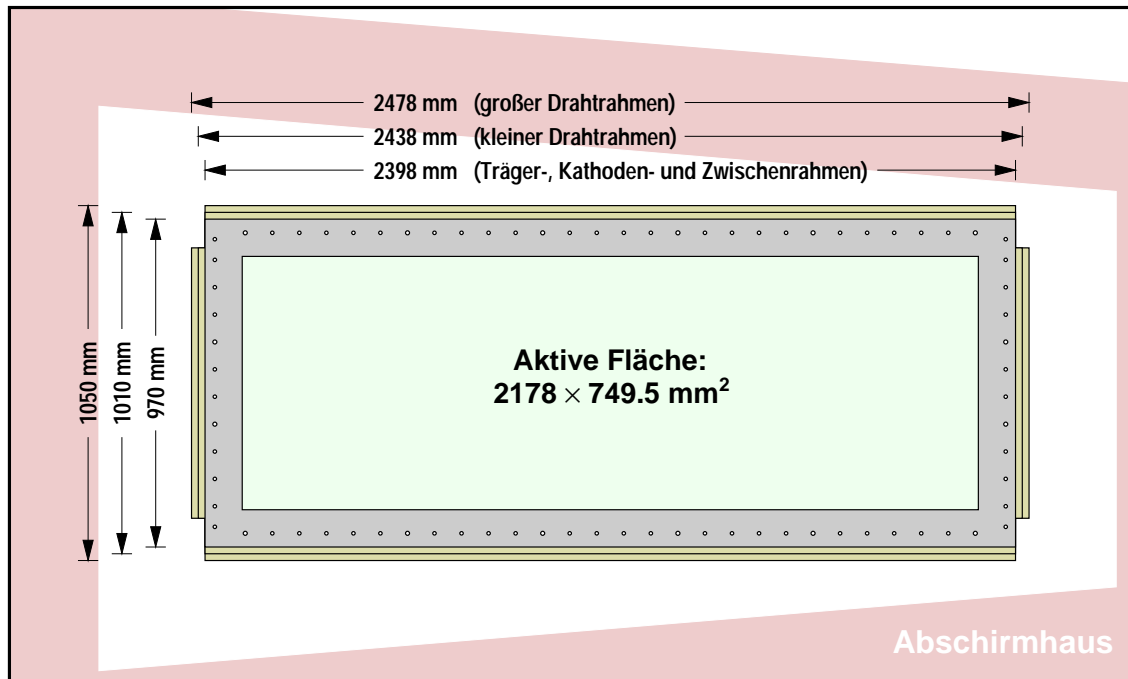 2478 mm (großer Drahtrahmen)
2438 mm (kleiner Drahtrahmen)
2398 mm (Träger-, Kathoden- und Zwischenrahmen)
1050 mm
1010 mm
970 mm
Aktive Fläche:
2178 × 749.5 mm²
Abschirmhaus